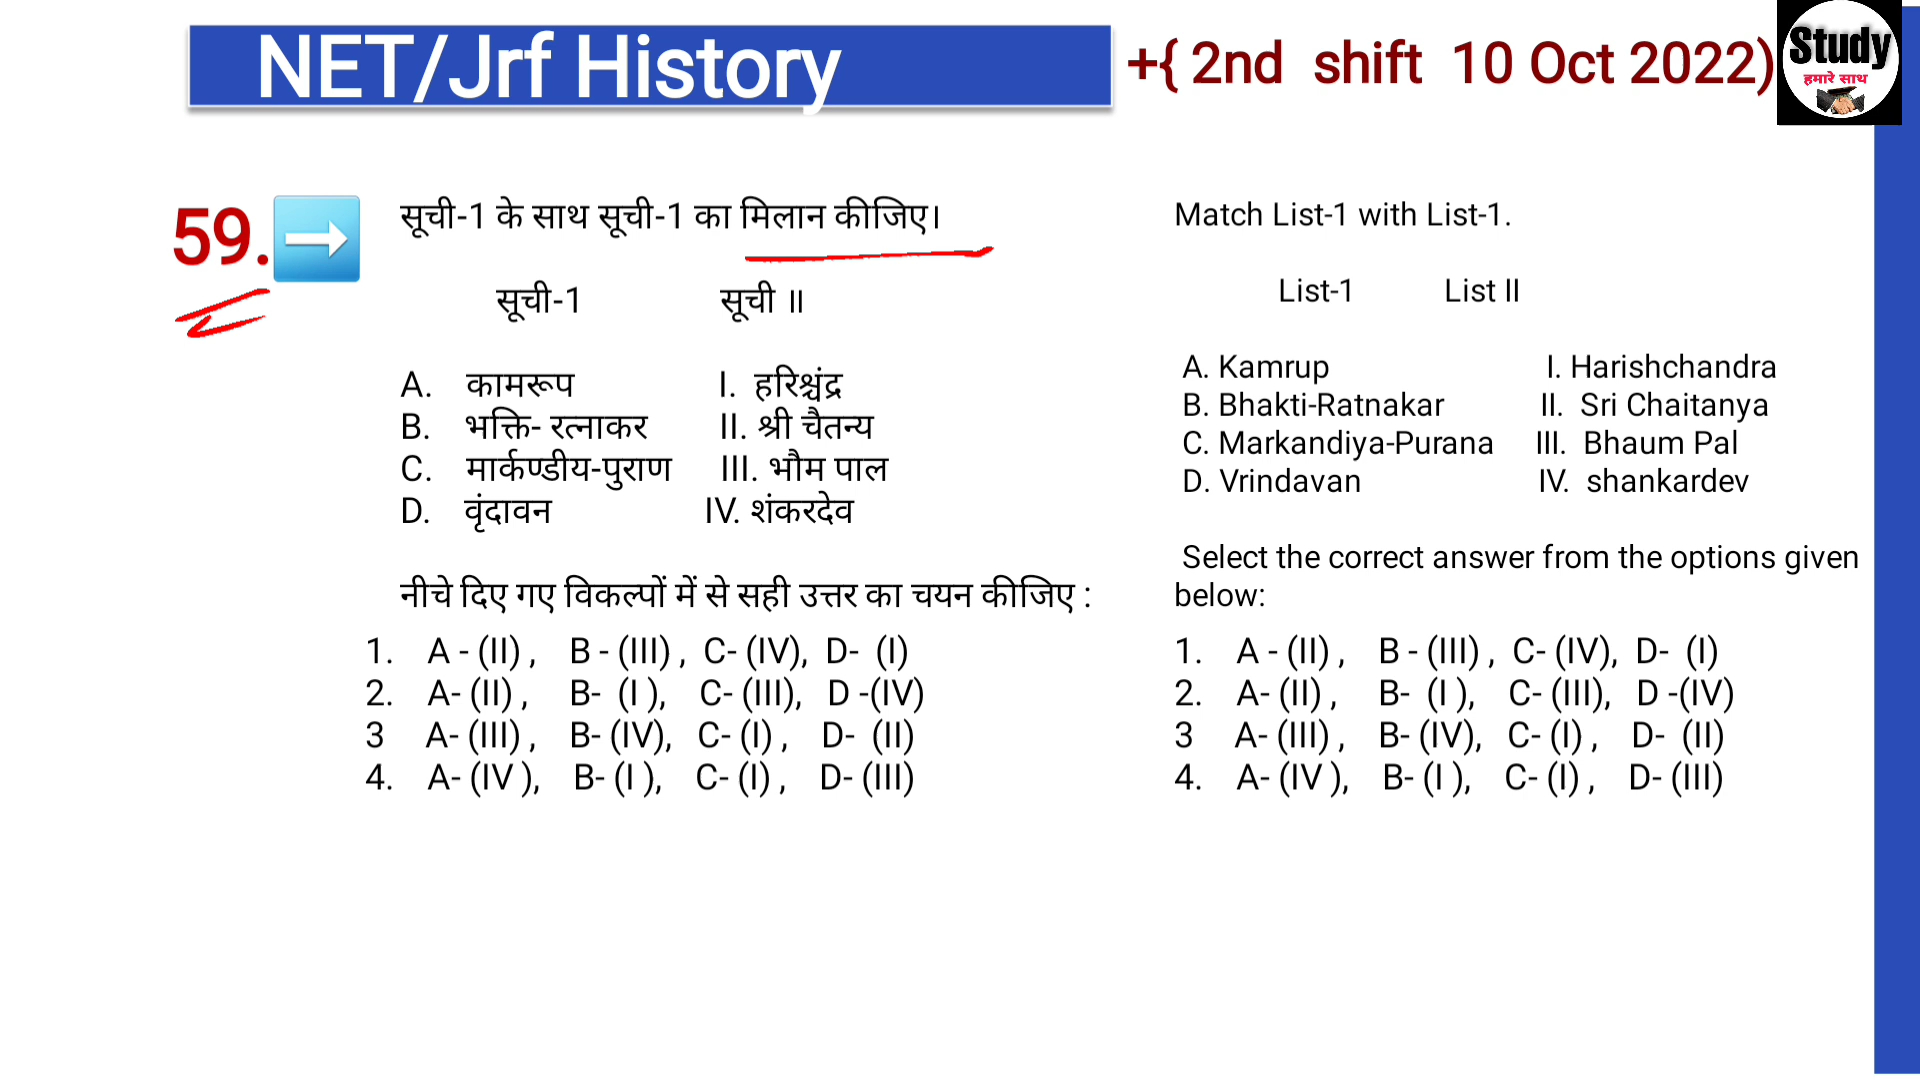 NET/Jrf History
+{ 2nd shift 10 Oct 2022)
Study
हमारे साथ
59.
सूची-1 के साथ सूची-1 का मिलान कीजिए।
सूची-1 सूची ॥
A. कामरूप I. हरिश्चंद्र
B. भक्ति- रत्नाकर II. श्री चैतन्य
C. मार्कण्डीय-पुराण III. भौम पाल
D. वृंदावन IV. शंकरदेव
नीचे दिए गए विकल्पों में से सही उत्तर का चयन कीजिए :
1. A - (II) , B - (III) , C- (IV), D- (I)
2. A- (II) , B- (I ), C- (III), D -(IV)
3 A- (III) , B- (IV), C- (I) , D- (II)
4. A- (IV ), B- (I ), C- (I) , D- (III)
Match List-1 with List-1.
List-1 List II
A. Kamrup I. Harishchandra
B. Bhakti-Ratnakar II. Sri Chaitanya
C. Markandiya-Purana III. Bhaum Pal
D. Vrindavan IV. shankardev
Select the correct answer from the options given
below:
1. A - (II) , B - (III) , C- (IV), D- (I)
2. A- (II) , B- (I ), C- (III), D -(IV)
3 A- (III) , B- (IV), C- (I) , D- (II)
4. A- (IV ), B- (I ), C- (I) , D- (III)